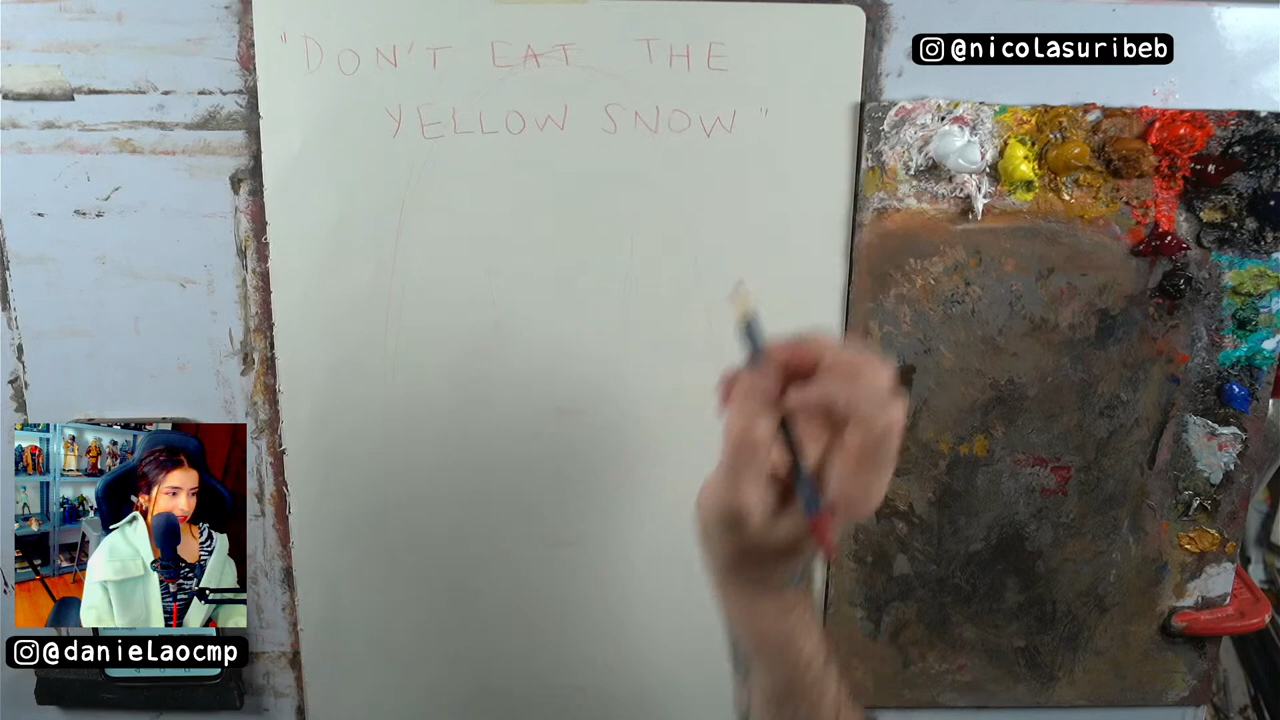 @nicolasuribeb
"DON'T EAT THE
YELLOW SNOW"
@danielaocmp